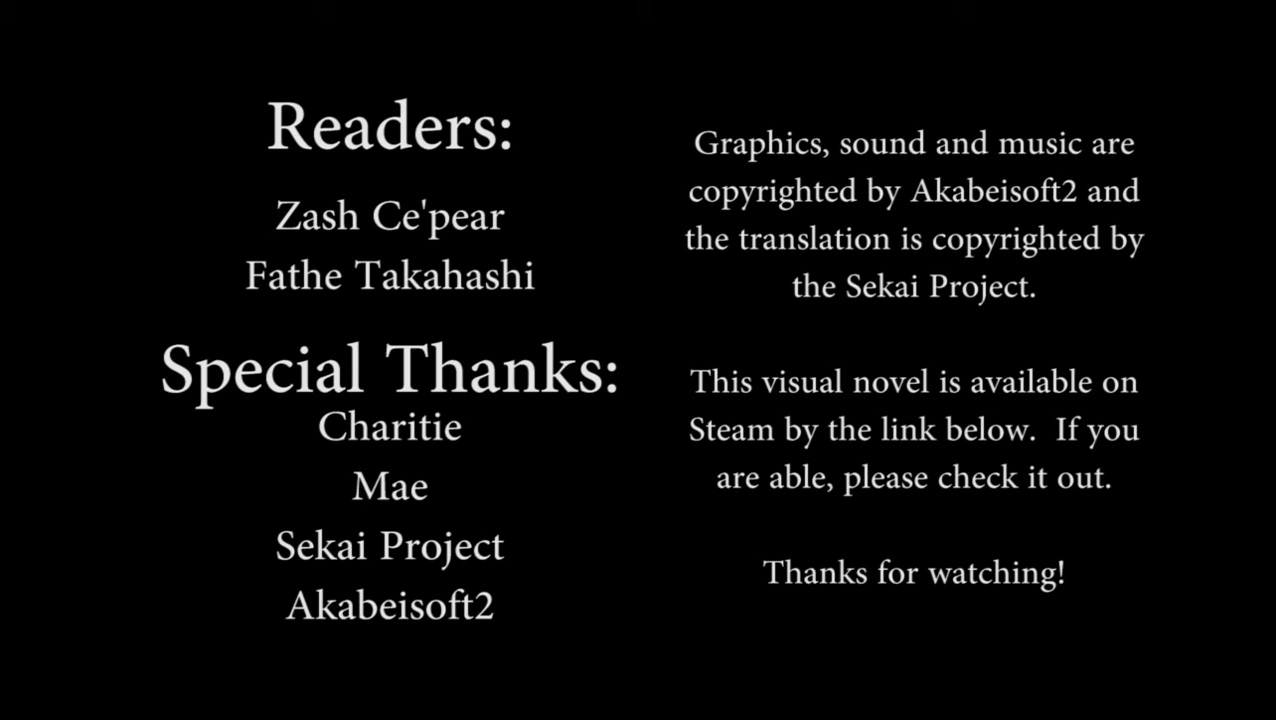 Readers:
Zash Ce'pear
Fathe Takahashi
Special Thanks:
Charitie
Mae
Sekai Project
Akabeisoft2
Graphics, sound and music are
copyrighted by Akabeisoft2 and
the translation is copyrighted by
the Sekai Project.
This visual novel is available on
Steam by the link below.  If you
are able, please check it out.
Thanks for watching!